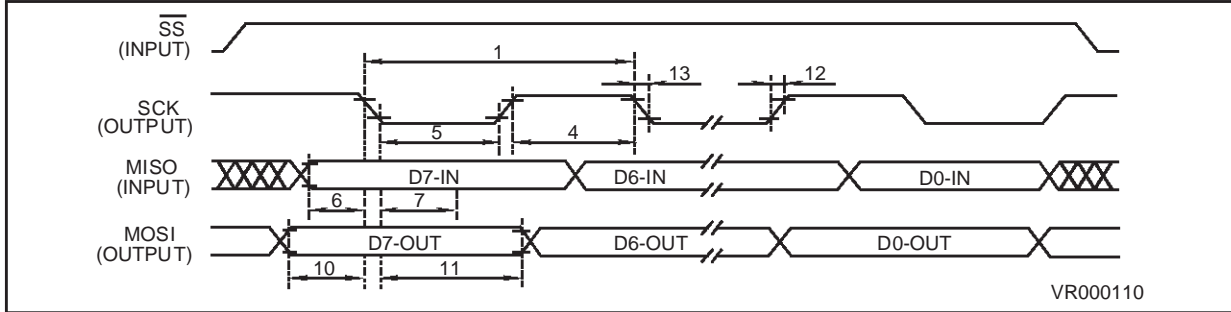 SS
(INPUT)
1
13
12
SCK
(OUTPUT)
5
4
MISO
(INPUT)
D7-IN
D6-IN
D0-IN
6
7
MOSI
(OUTPUT)
D7-OUT
D6-OUT
D0-OUT
10
11
VR000110